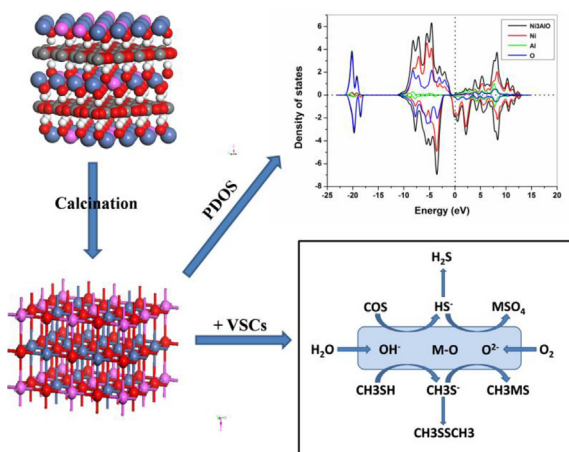 Calcination
PDOS
+ VSCs
Density of states
8
6
4
2
0
-2
-4
-6
-8
-25 -20 -15 -10 -5 0 5 10 15 20
Energy (eV)
Ni3AlO
Ni
Al
O
H₂S
COS HS⁻ MSO₄
H₂O OH⁻ M-O O²⁻ O₂
CH3SH CH3S⁻ CH3MS
CH3SSCH3